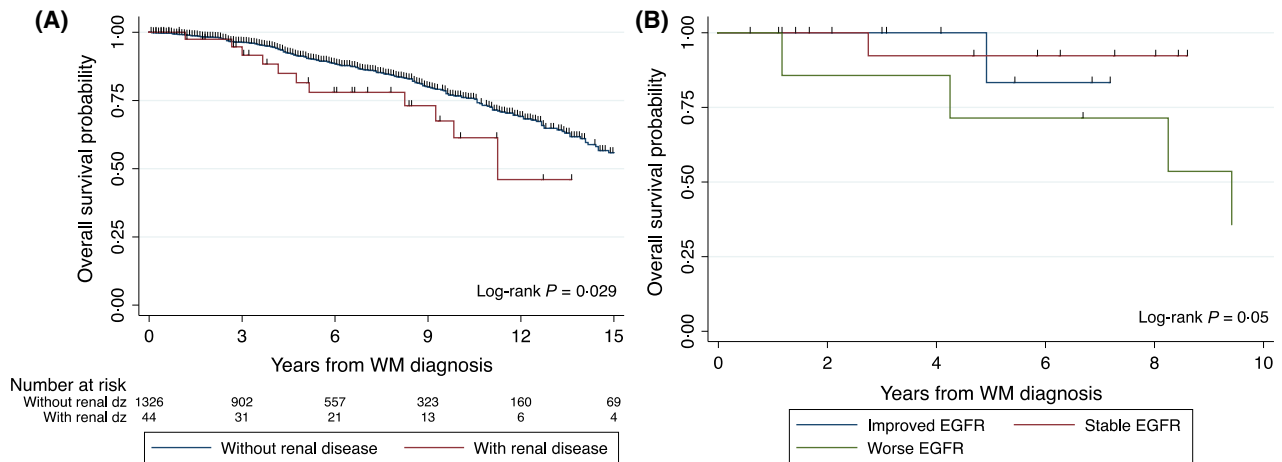 (A)
Overall survival probability
1·00
0·75
0·50
0·25
0·00
Log-rank P = 0·029
0 3 6 9 12 15
Years from WM diagnosis
Number at risk
Without renal dz 1326 902 557 323 160 69
With renal dz 44 31 21 13 6 4
Without renal disease With renal disease
(B)
Overall survival probability
1·00
0·75
0·50
0·25
0·00
Log-rank P = 0·05
0 2 4 6 8 10
Years from WM diagnosis
Improved EGFR Stable EGFR
Worse EGFR